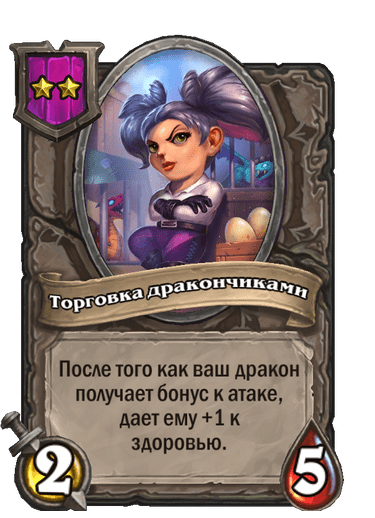 Торговка дракончиками
После того как ваш дракон
получает бонус к атаке,
дает ему +1 к
здоровью.
2
5